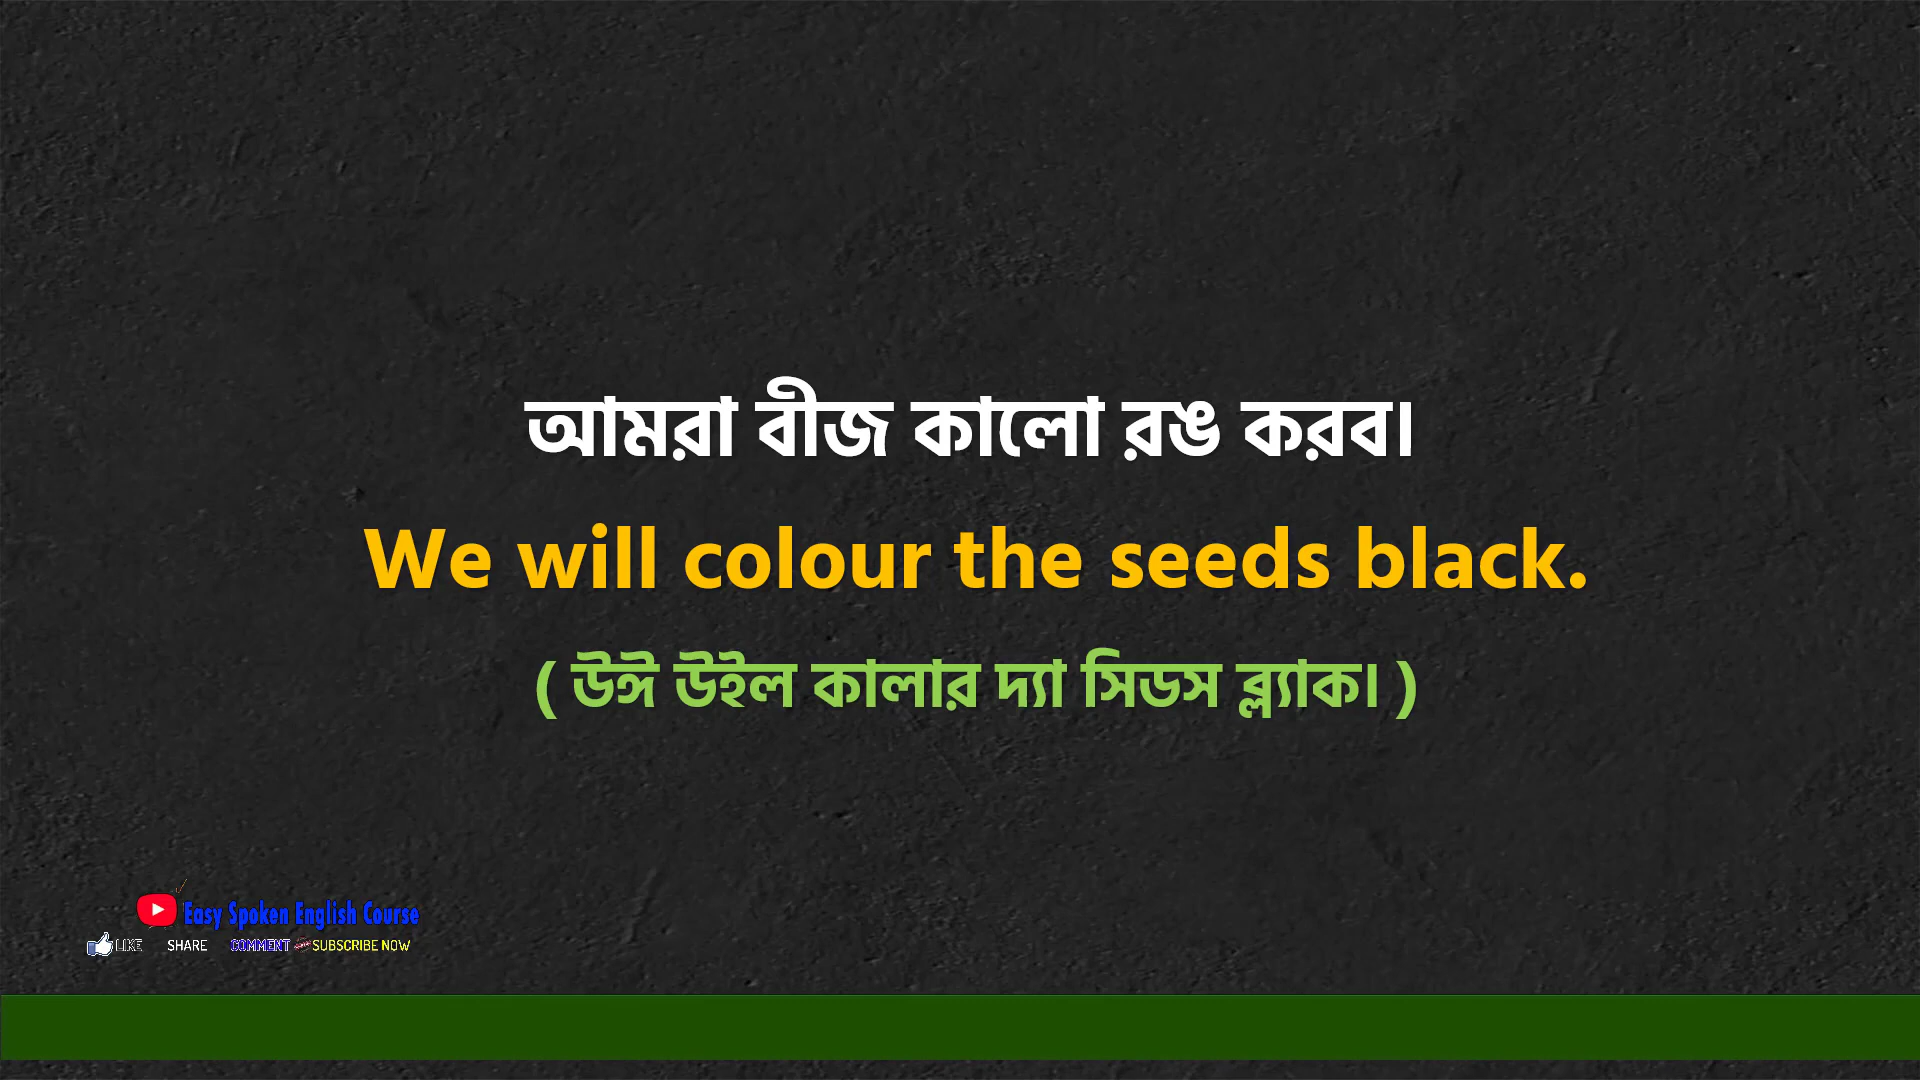 আমরা বীজ কালো রঙ করব।
We will colour the seeds black.
( উঈ উইল কালার দ্যা সিডস ব্ল্যাক। )
Easy Spoken English Course
LIKE SHARE COMMENT SUBSCRIBE NOW